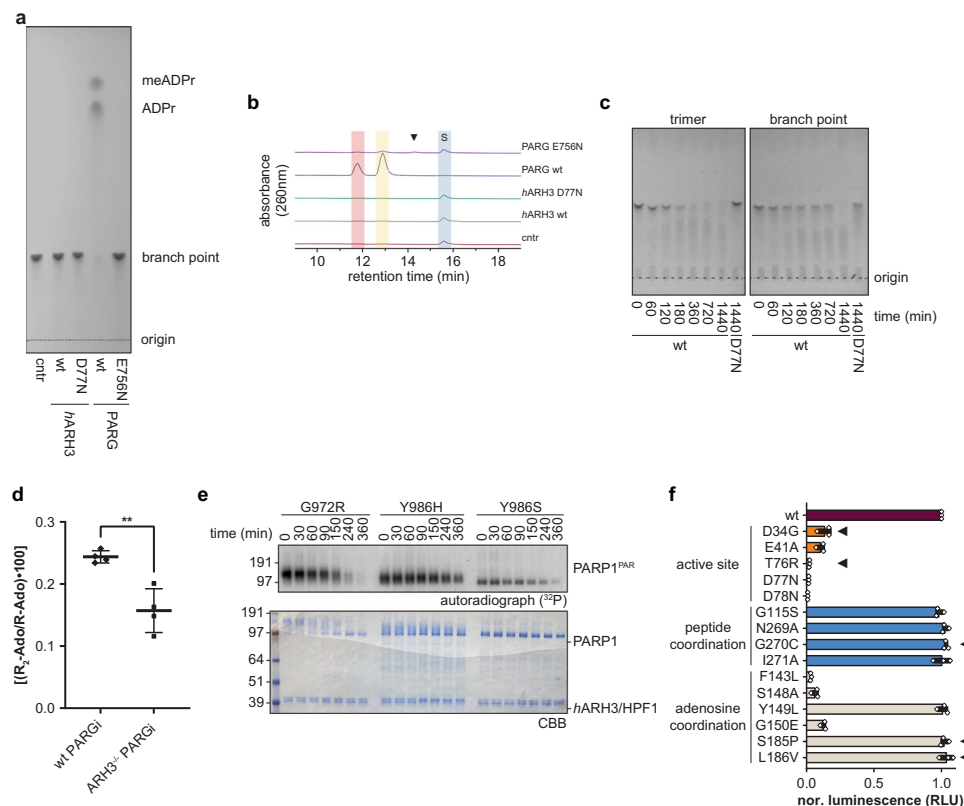 a
meADPr
ADPr
branch point
origin
cntr
wt
D77N
wt
E756N
hARH3
PARG
b
absorbance
(260nm)
S
PARG E756N
PARG wt
hARH3 D77N
hARH3 wt
cntr
10 12 14 16 18
retention time (min)
c
trimer
branch point
origin
0 60 120 180 360 720 1440 1440
0 60 120 180 360 720 1440 1440
time (min)
wt D77N
wt D77N
d
[(R2-Ado/R-Ado)•100]
0.3
0.2
0.1
0.0
**
wt PARGi
ARH3-/- PARGi
e
G972R Y986H Y986S
time (min)
0 30 60 90 150 240 360
0 30 60 90 150 240 360
0 30 60 90 150 240 360
191
97
PARP1PAR
autoradiograph (32P)
191
97
64
51
39
PARP1
hARH3/HPF1
CBB
f
wt
active site
D34G
E41A
T76R
D77N
D78N
peptide
coordination
G115S
N269A
G270C
I271A
adenosine
coordination
F143L
S148A
Y149L
G150E
S185P
L186V
0.0 0.5 1.0
nor. luminescence (RLU)